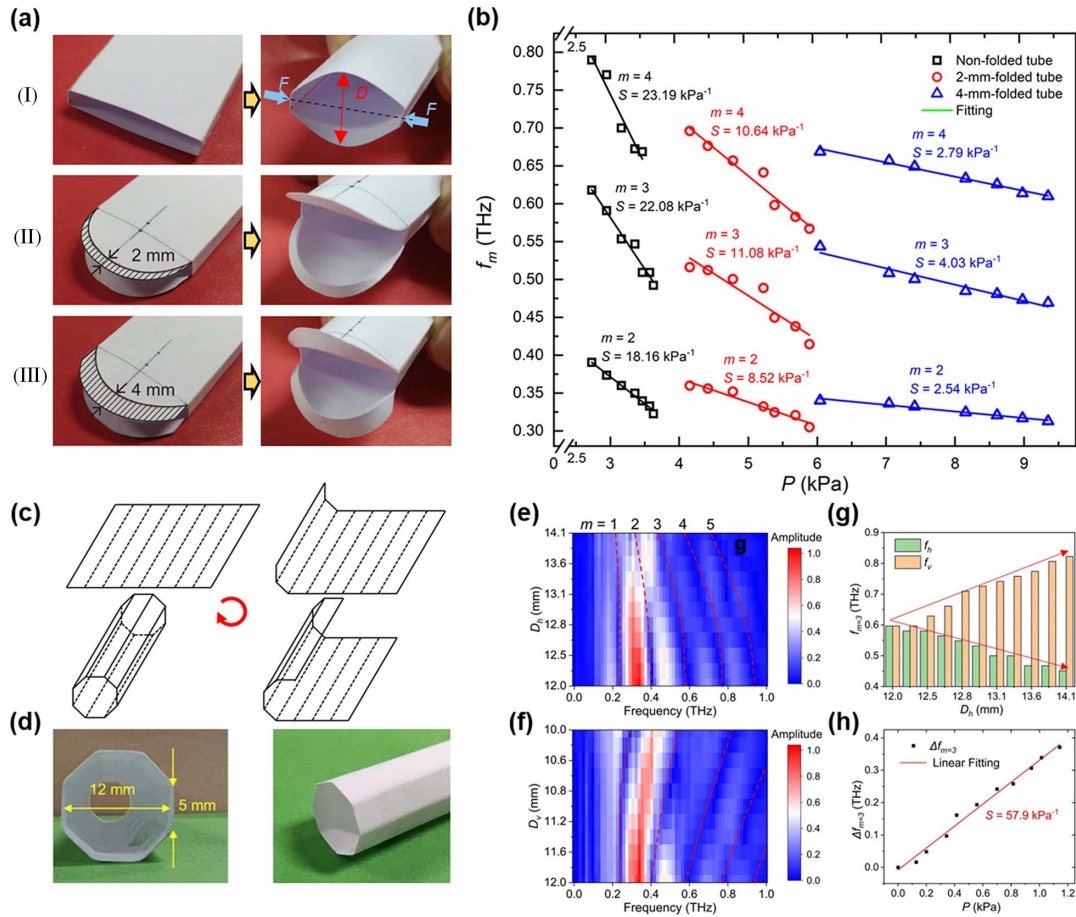 (a)
(I)
F
D
F
(II)
2 mm
(III)
4 mm
(b)
0.80
0.75
0.70
0.65
0.60
0.55
0.50
0.45
0.40
0.35
0.30
fm (THz)
2.5
Non-folded tube
2-mm-folded tube
4-mm-folded tube
Fitting
m = 4
S = 23.19 kPa-1
m = 4
S = 10.64 kPa-1
m = 4
S = 2.79 kPa-1
m = 3
S = 22.08 kPa-1
m = 3
S = 11.08 kPa-1
m = 3
S = 4.03 kPa-1
m = 2
S = 18.16 kPa-1
m = 2
S = 8.52 kPa-1
m = 2
S = 2.54 kPa-1
0 2.5 4 5 6 7 8 9
P (kPa)
(c)
(d)
12 mm
5 mm
(e)
m = 1 2 3 4 5
g
14.1
13.6
13.1
12.8
12.5
12.0
Dh (mm)
0.0 0.2 0.4 0.6 0.8 1.0
Frequency (THz)
Amplitude
1.0
0.8
0.6
0.4
0.2
0.0
(f)
10.0
10.5
11.0
11.5
12.0
Dv (mm)
0.0 0.2 0.4 0.6 0.8 1.0
Frequency (THz)
Amplitude
1.0
0.8
0.6
0.4
0.2
0.0
(g)
0.9
0.8
0.7
0.6
0.5
0.4
fm=3 (THz)
fh
fv
12.0 12.5 12.8 13.1 13.6 14.1
Dh (mm)
(h)
0.4
0.3
0.2
0.1
0.0
Δfm=3 (THz)
Δfm=3
Linear Fitting
S = 57.9 kPa-1
0.0 0.2 0.4 0.6 0.8 1.0 1.2
P (kPa)